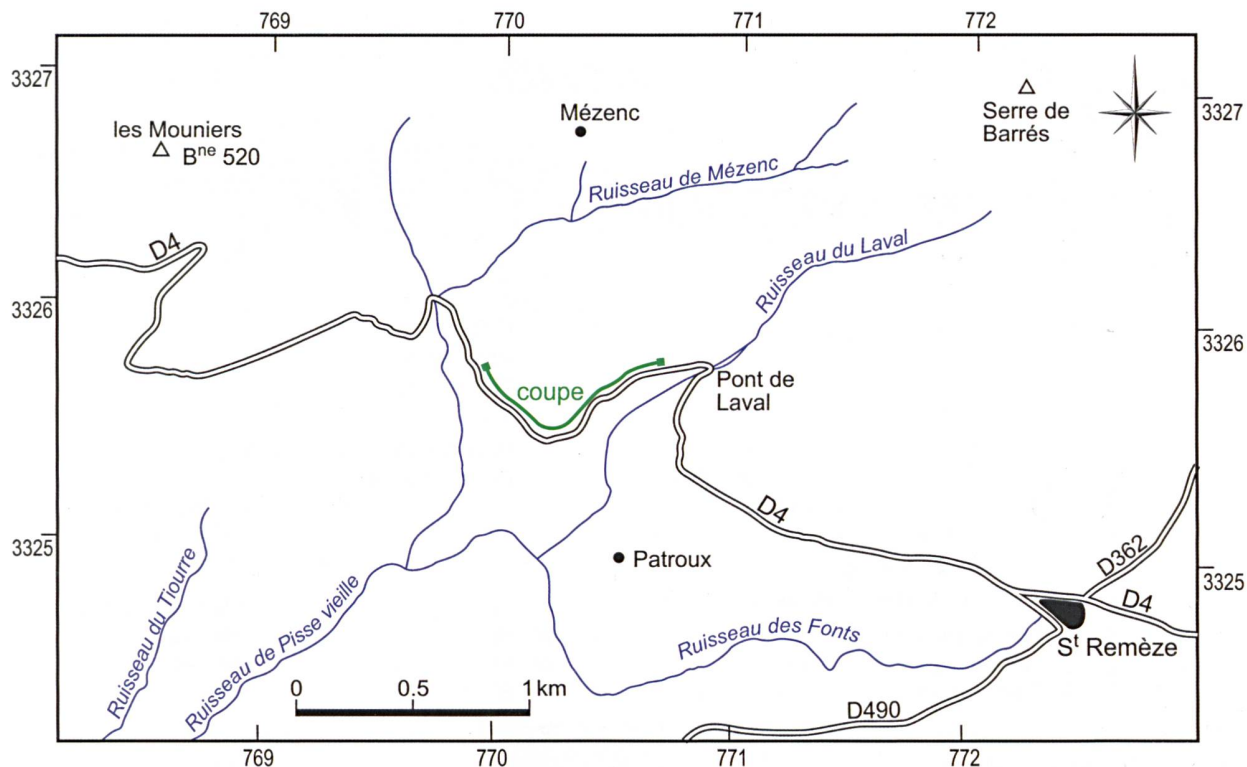 769
770
771
772
3327
les Mouniers
Bne 520
Mézenc
Serre de
Barrés
3327
Ruisseau de Mézenc
D4
Ruisseau du Laval
3326
3326
coupe
Pont de
Laval
3325
D4
D362
3325
Patroux
D4
Ruisseau du Tiourre
Ruisseau de Pisse vieille
Ruisseau des Fonts
St Remèze
0 0.5 1 km
D490
769
770
771
772